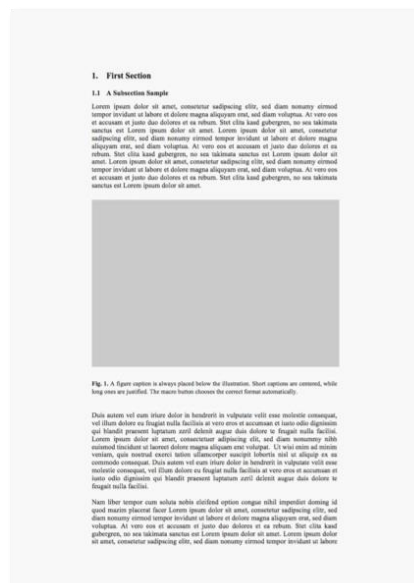 1. First Section
1.1 A Subsection Sample
Lorem ipsum dolor sit amet, consetetur sadipscing elitr, sed diam nonumy eirmod
tempor invidunt ut labore et dolore magna aliquyam erat, sed diam voluptua. At vero eos
et accusam et justo duo dolores et ea rebum. Stet clita kasd gubergren, no sea takimata
sanctus est Lorem ipsum dolor sit amet. Lorem ipsum dolor sit amet, consetetur
sadipscing elitr, sed diam nonumy eirmod tempor invidunt ut labore et dolore magna
aliquyam erat, sed diam voluptua. At vero eos et accusam et justo duo dolores et ea
rebum. Stet clita kasd gubergren, no sea takimata sanctus est Lorem ipsum dolor sit
amet. Lorem ipsum dolor sit amet, consetetur sadipscing elitr, sed diam nonumy eirmod
tempor invidunt ut labore et dolore magna aliquyam erat, sed diam voluptua. At vero eos
et accusam et justo duo dolores et ea rebum. Stet clita kasd gubergren, no sea takimata
sanctus est Lorem ipsum dolor sit amet.
Fig. 1. A figure caption is always placed below the illustration. Short captions are centered, while
long ones are justified. The macro button chooses the correct format automatically.
Duis autem vel eum iriure dolor in hendrerit in vulputate velit esse molestie consequat,
vel illum dolore eu feugiat nulla facilisis at vero eros et accumsan et iusto odio dignissim
qui blandit praesent luptatum zzril delenit augue duis dolore te feugait nulla facilisi.
Lorem ipsum dolor sit amet, consectetuer adipiscing elit, sed diam nonummy nibh
euismod tincidunt ut laoreet dolore magna aliquam erat volutpat. Ut wisi enim ad minim
veniam, quis nostrud exerci tation ullamcorper suscipit lobortis nisl ut aliquip ex ea
commodo consequat. Duis autem vel eum iriure dolor in hendrerit in vulputate velit esse
molestie consequat, vel illum dolore eu feugiat nulla facilisis at vero eros et accumsan et
iusto odio dignissim qui blandit praesent luptatum zzril delenit augue duis dolore te
feugait nulla facilisi.
Nam liber tempor cum soluta nobis eleifend option congue nihil imperdiet doming id
quod mazim placerat facer Lorem ipsum dolor sit amet, consetetur sadipscing elitr, sed
diam nonumy eirmod tempor invidunt ut labore et dolore magna aliquyam erat, sed diam
voluptua. At vero eos et accusam et justo duo dolores et ea rebum. Stet clita kasd
gubergren, no sea takimata sanctus est Lorem ipsum dolor sit amet. Lorem ipsum dolor
sit amet, consetetur sadipscing elitr, sed diam nonumy eirmod tempor invidunt ut labore